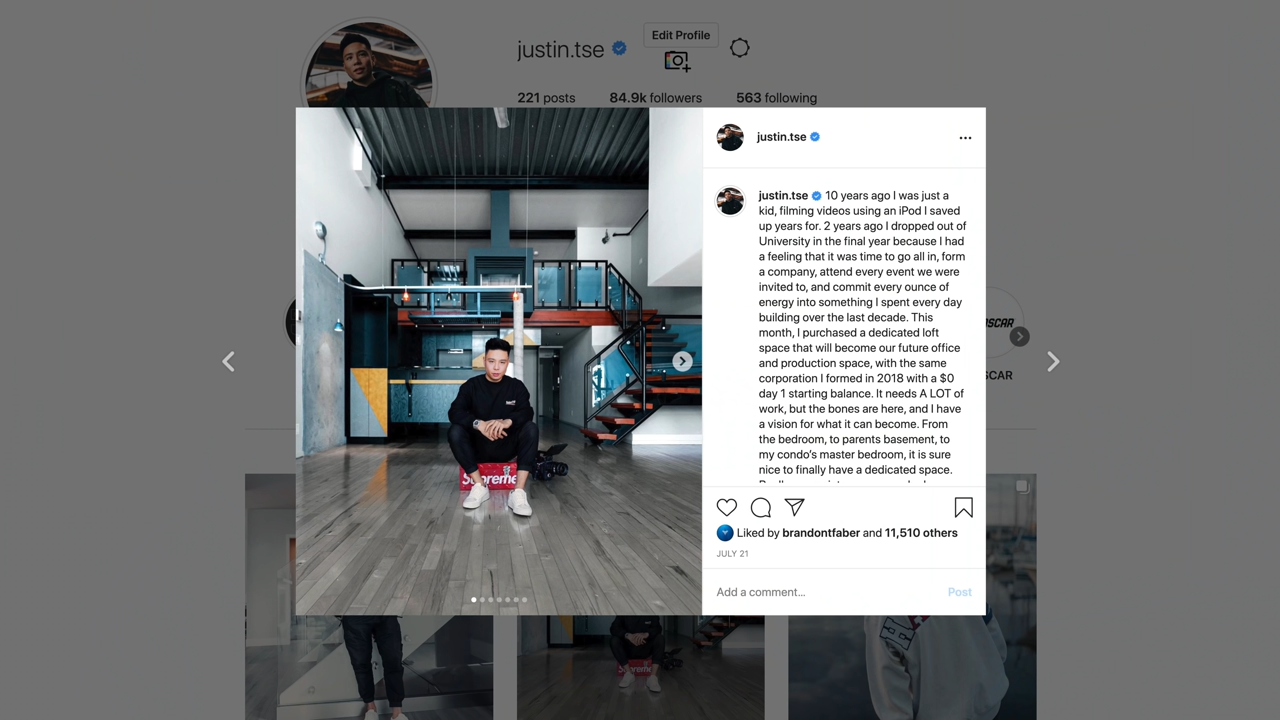 justin.tse
Edit Profile
221 posts 84.9k followers 563 following
justin.tse
justin.tse 10 years ago I was just a
kid, filming videos using an iPod I saved
up years for. 2 years ago I dropped out of
University in the final year because I had
a feeling that it was time to go all in, form
a company, attend every event we were
invited to, and commit every ounce of
energy into something I spent every day
building over the last decade. This
month, I purchased a dedicated loft
space that will become our future office
and production space, with the same
corporation I formed in 2018 with a $0
day 1 starting balance. It needs A LOT of
work, but the bones are here, and I have
a vision for what it can become. From
the bedroom, to parents basement, to
my condo's master bedroom, it is sure
nice to finally have a dedicated space.
Liked by brandontfaber and 11,510 others
JULY 21
Add a comment... Post
Supreme
Supreme